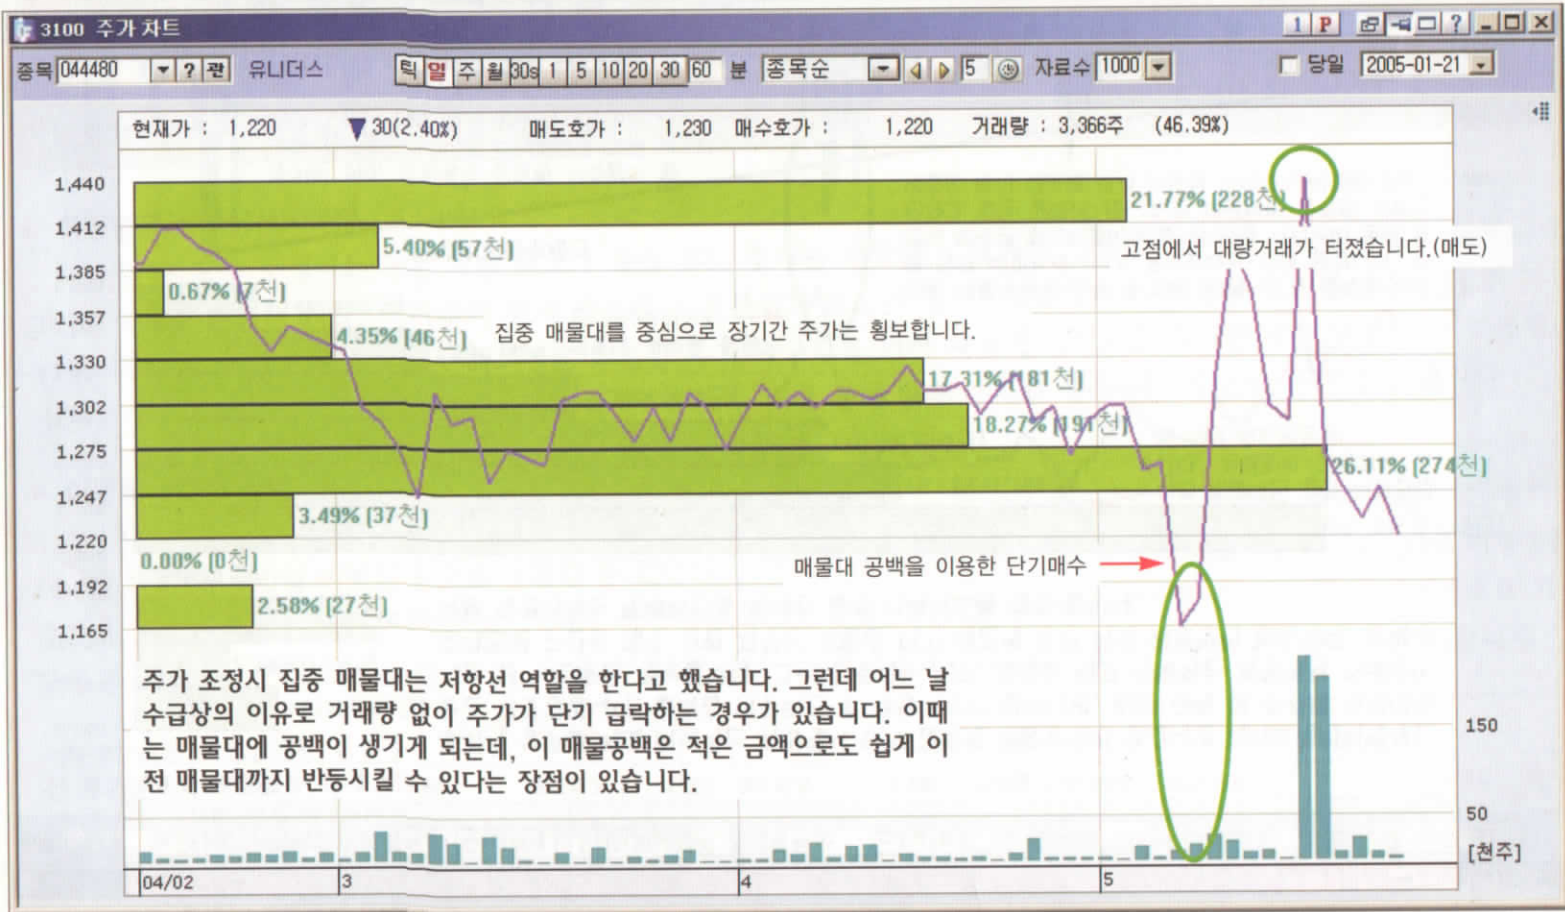 3100 주가 차트
1 P ?
종목 044480 ? 관 유니더스 틱 일 주 월 30s 1 5 10 20 30 60 분 종목순 5 자료수 1000 당일 2005-01-21
현재가 : 1,220 ▼ 30(2.40%) 매도호가 : 1,230 매수호가 : 1,220 거래량 : 3,366주 (46.39%)
1,440
21.77% (228천)
1,412
5.40% (57천)
고점에서 대량거래가 터졌습니다.(매도)
1,385
0.67% (7천)
1,357
4.35% (46천)
집중 매물대를 중심으로 장기간 주가는 횡보합니다.
1,330
17.31% (181천)
1,302
18.27% (191천)
1,275
26.11% (274천)
1,247
3.49% (37천)
1,220
0.00% (0천)
매물대 공백을 이용한 단기매수
1,192
2.58% (27천)
1,165
주가 조정시 집중 매물대는 저항선 역할을 한다고 했습니다. 그런데 어느 날
수급상의 이유로 거래량 없이 주가가 단기 급락하는 경우가 있습니다. 이때
는 매물대에 공백이 생기게 되는데, 이 매물공백은 적은 금액으로도 쉽게 이
전 매물대까지 반등시킬 수 있다는 장점이 있습니다.
150
50
[천주]
04/02 3 4 5